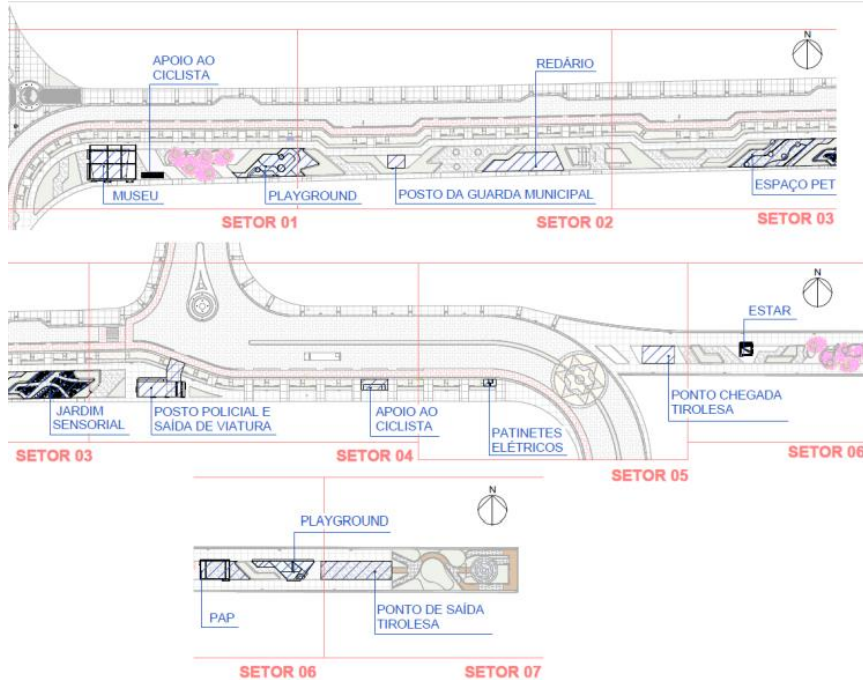 N
APOIO AO
CICLISTA
REDÁRIO
MUSEU
PLAYGROUND
POSTO DA GUARDA MUNICIPAL
ESPAÇO PET
SETOR 01
SETOR 02
SETOR 03
N
ESTAR
JARDIM
SENSORIAL
POSTO POLICIAL E
SAÍDA DE VIATURA
APOIO AO
CICLISTA
PATINETES
ELÉTRICOS
PONTO CHEGADA
TIROLESA
SETOR 03
SETOR 04
SETOR 05
SETOR 06
N
PLAYGROUND
PAP
PONTO DE SAÍDA
TIROLESA
SETOR 06
SETOR 07